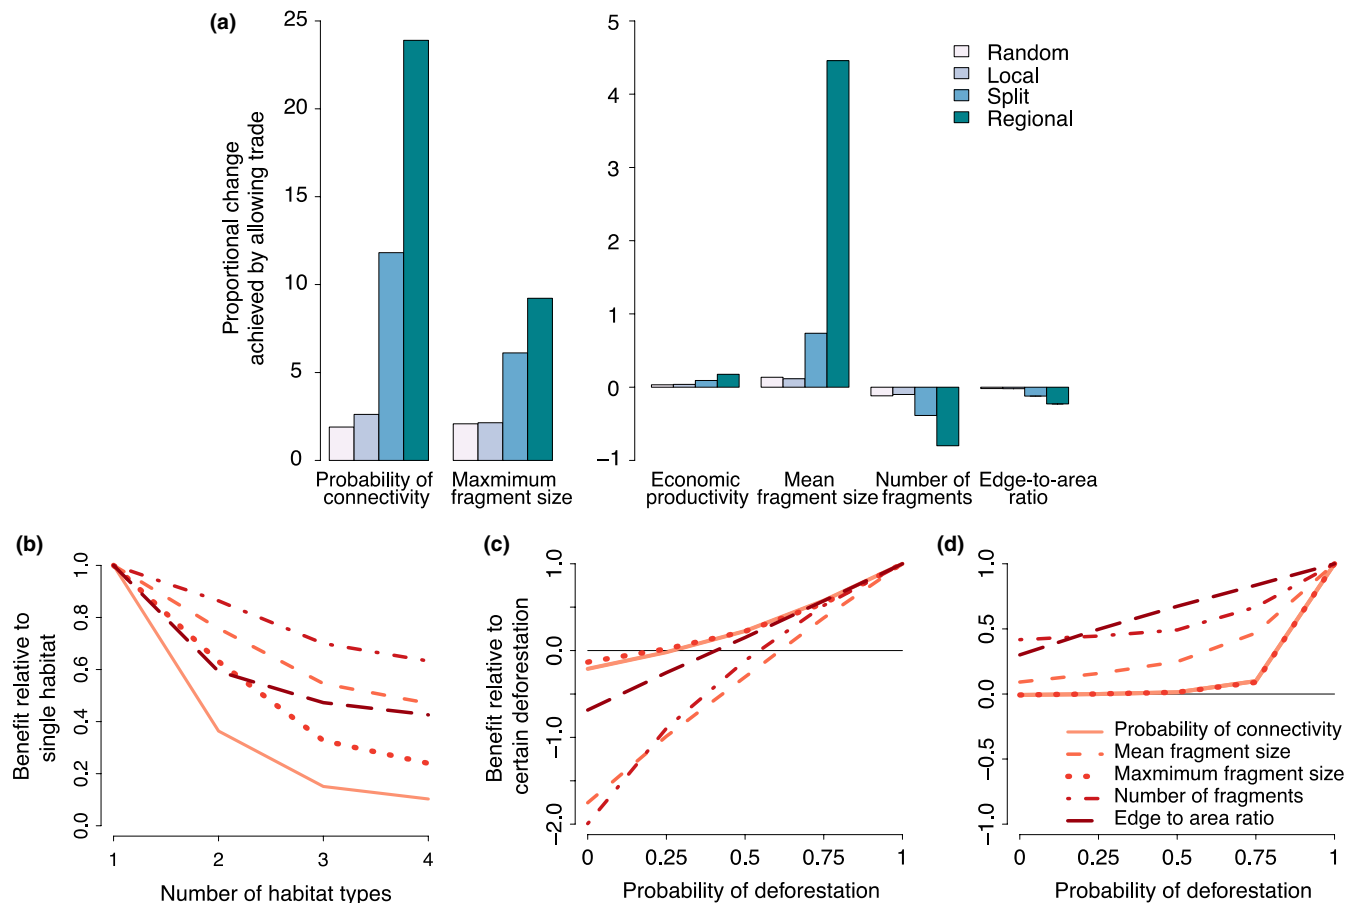 (a)
Proportional change
achieved by allowing trade
25
20
15
10
5
0
Probability of
connectivity
Maxmimum
fragment size
5
4
3
2
1
0
−1
Economic
productivity
Mean
fragment size
Number of
fragments
Edge-to-area
ratio
Random
Local
Split
Regional
(b)
Benefit relative to
single habitat
1.0
0.8
0.6
0.4
0.2
0.0
1
2
3
4
Number of habitat types
(c)
Benefit relative to
certain deforestation
1.0
0.0
−1.0
−2.0
0
0.25
0.5
0.75
1
Probability of deforestation
(d)
1.0
0.5
0.0
−0.5
−1.0
Probability of connectivity
Mean fragment size
Maxmimum fragment size
Number of fragments
Edge to area ratio
0
0.25
0.5
0.75
1
Probability of deforestation